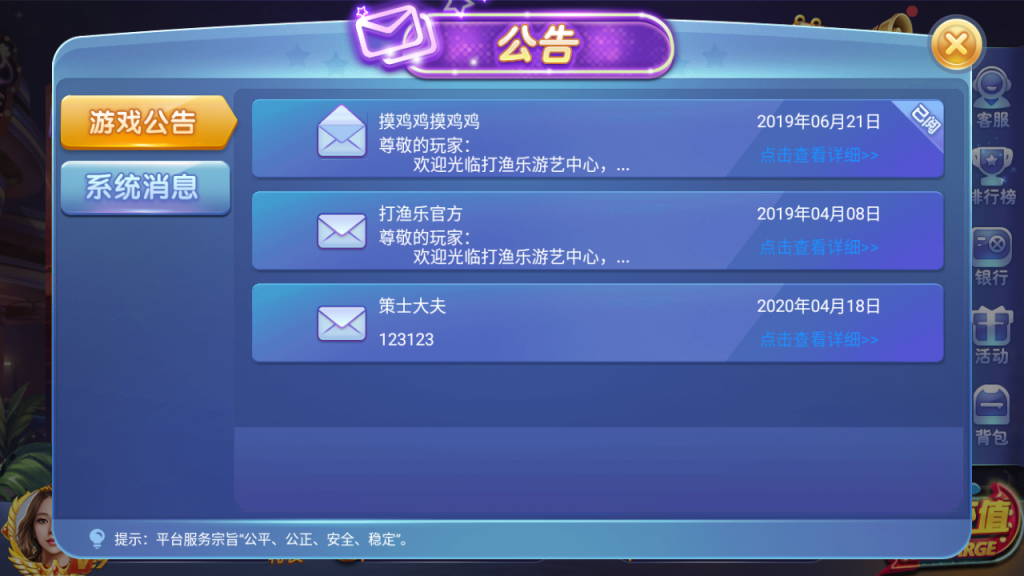 公告
游戏公告
系统消息
摸鸡鸡摸鸡鸡
2019年06月21日
已阅
尊敬的玩家：
欢迎光临打渔乐游艺中心，...
点击查看详细>>
打渔乐官方
2019年04月08日
尊敬的玩家：
欢迎光临打渔乐游艺中心，...
点击查看详细>>
策士大夫
2020年04月18日
123123
点击查看详细>>
客服
排行榜
银行
活动
背包
提示：平台服务宗旨“公平、公正、安全、稳定”。